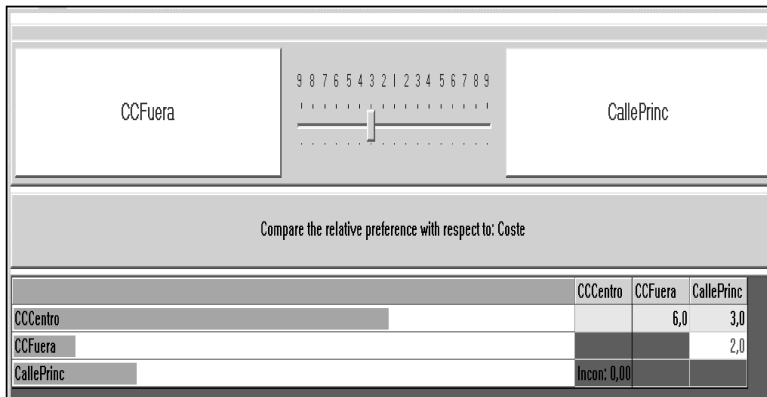 9 8 7 6 5 4 3 2 1 2 3 4 5 6 7 8 9
CCFuera CallePrinc
Compare the relative preference with respect to: Coste
CCCentro CCFuera CallePrinc
CCCentro 6,0 3,0
CCFuera 2,0
CallePrinc Incon: 0,00